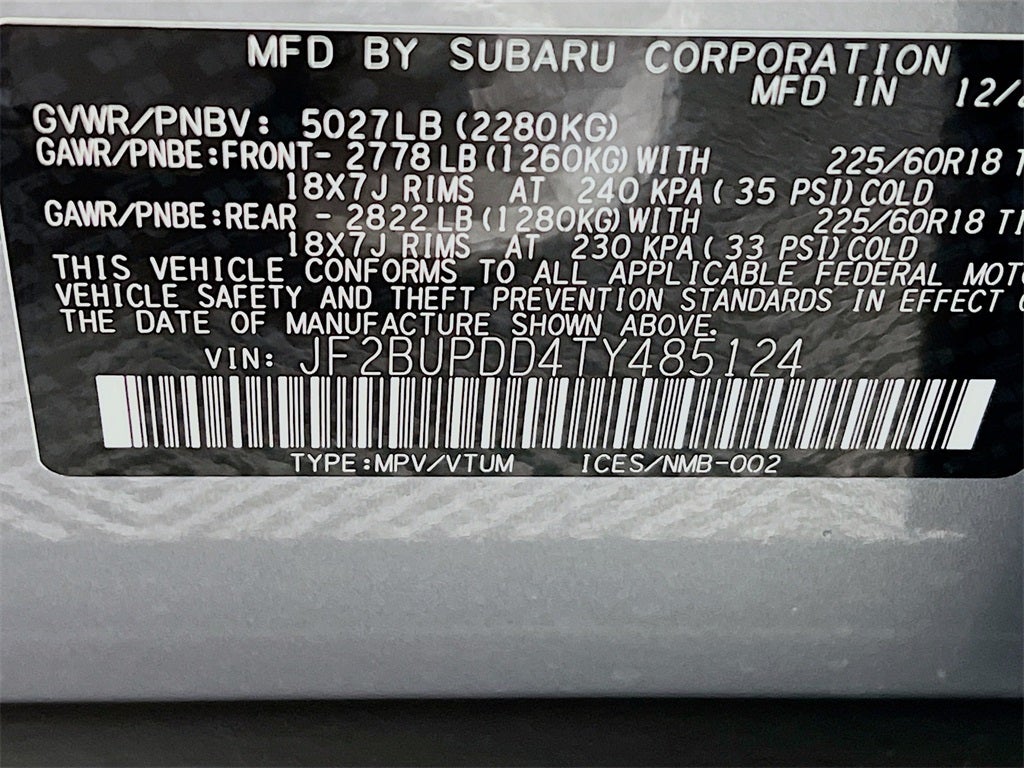 MFD BY SUBARU CORPORATION
MFD IN 12/
GVWR/PNBV: 5027LB (2280KG)
GAWR/PNBE:FRONT- 2778 LB(1260KG)WITH 225/60R18 T
18X7J RIMS AT 240 KPA( 35 PSI)COLD
GAWR/PNBE:REAR - 2822 LB(1280KG)WITH 225/60R18 TI
18X7J RIMS AT 230 KPA( 33 PSI)COLD
THIS VEHICLE CONFORMS TO ALL APPLICABLE FEDERAL MOT
VEHICLE SAFETY AND THEFT PREVENTION STANDARDS IN EFFECT
THE DATE OF MANUFACTURE SHOWN ABOVE.
VIN: JF2BUPDD4TY485124
TYPE:MPV/VTUM ICES/NMB-002